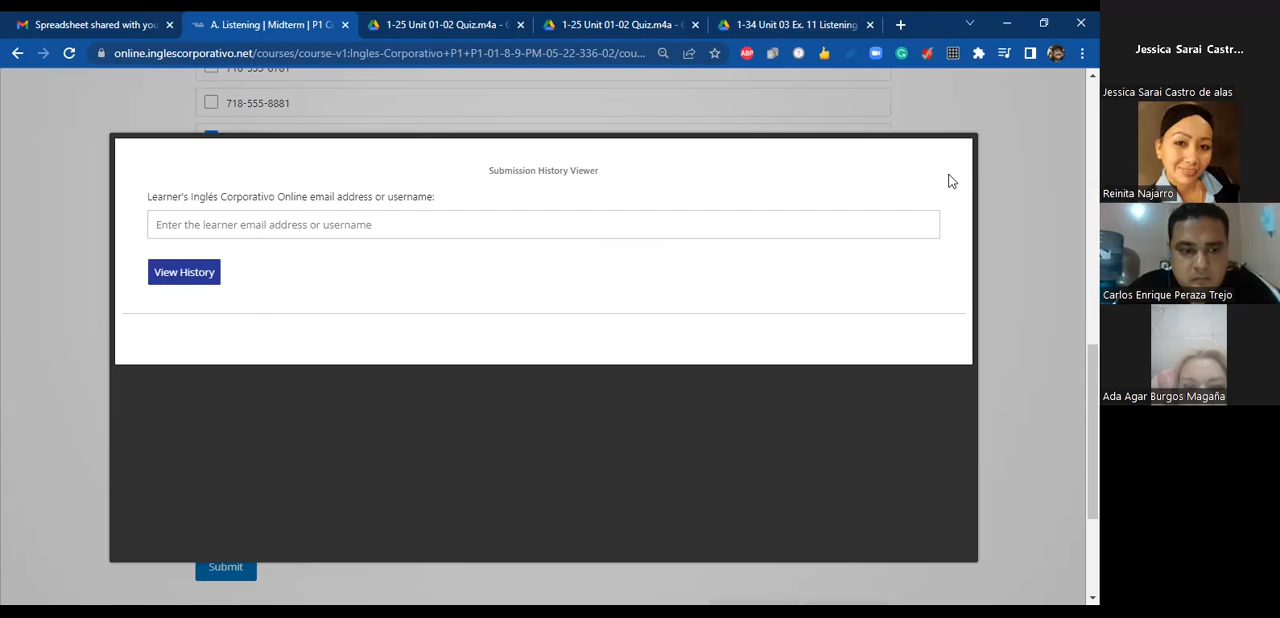 Spreadsheet shared with you
A. Listening | Midterm | P1 C
1-25 Unit 01-02 Quiz.m4a - G
1-25 Unit 01-02 Quiz.m4a - G
1-34 Unit 03 Ex. 11 Listening
online.inglescorporativo.net/courses/course-v1:Ingles-Corporativo+P1+P1-01-8-9-PM-05-22-336-02/cou...
ABP
718-555-8781
718-555-8881
Submission History Viewer
Learner's Inglés Corporativo Online email address or username:
Enter the learner email address or username
View History
Submit
Jessica Sarai Castr...
Jessica Sarai Castro de alas
Reinita Najarro
Carlos Enrique Peraza Trejo
Ada Agar Burgos Magaña